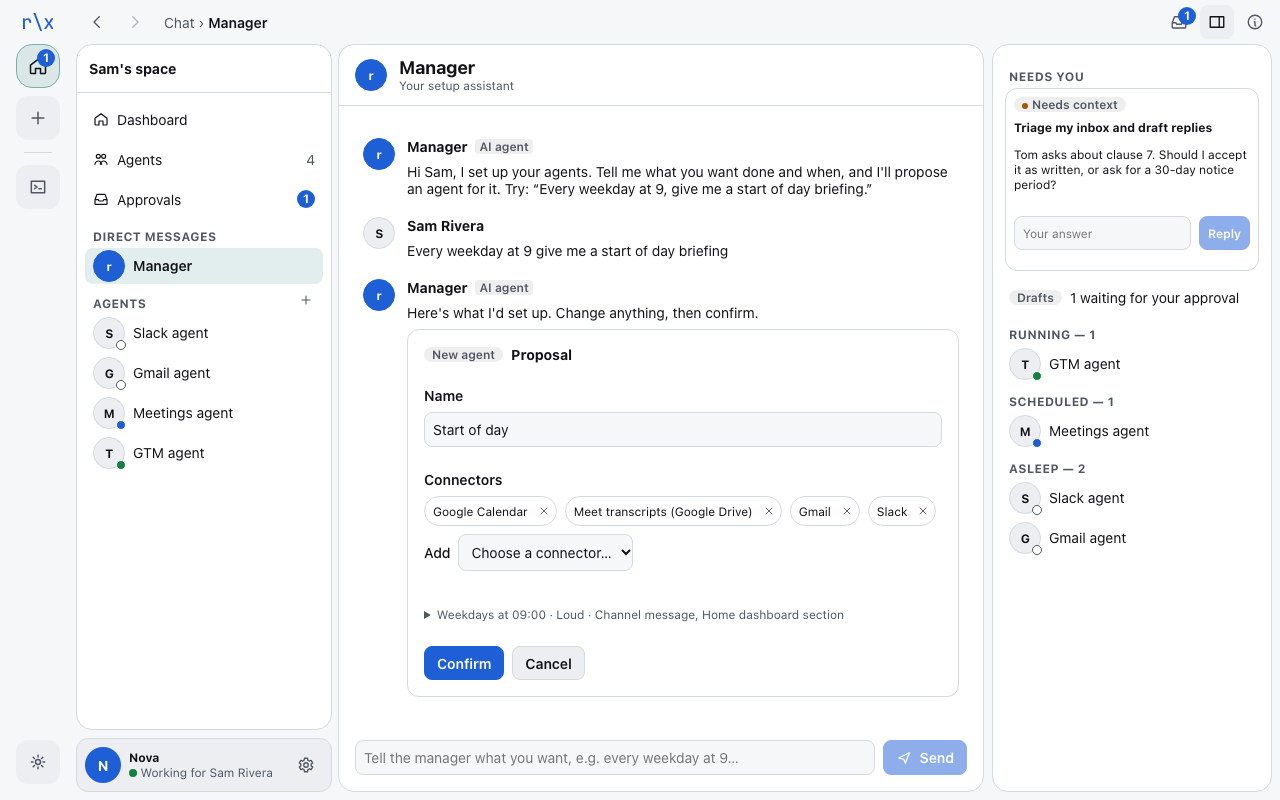 r\x
Chat › Manager
1
1
Sam's space
Dashboard
Agents 4
Approvals 1
DIRECT MESSAGES
r Manager
AGENTS
S Slack agent
G Gmail agent
M Meetings agent
T GTM agent
N Nova
Working for Sam Rivera
r Manager
Your setup assistant
r Manager AI agent
Hi Sam, I set up your agents. Tell me what you want done and when, and I'll propose
an agent for it. Try: “Every weekday at 9, give me a start of day briefing.”
S Sam Rivera
Every weekday at 9 give me a start of day briefing
r Manager AI agent
Here's what I'd set up. Change anything, then confirm.
New agent Proposal
Name
Start of day
Connectors
Google Calendar × Meet transcripts (Google Drive) × Gmail × Slack ×
Add Choose a connector...
Weekdays at 09:00 · Loud · Channel message, Home dashboard section
Confirm Cancel
Tell the manager what you want, e.g. every weekday at 9... Send
NEEDS YOU
Needs context
Triage my inbox and draft replies
Tom asks about clause 7. Should I accept
it as written, or ask for a 30-day notice
period?
Your answer Reply
Drafts 1 waiting for your approval
RUNNING — 1
T GTM agent
SCHEDULED — 1
M Meetings agent
ASLEEP — 2
S Slack agent
G Gmail agent